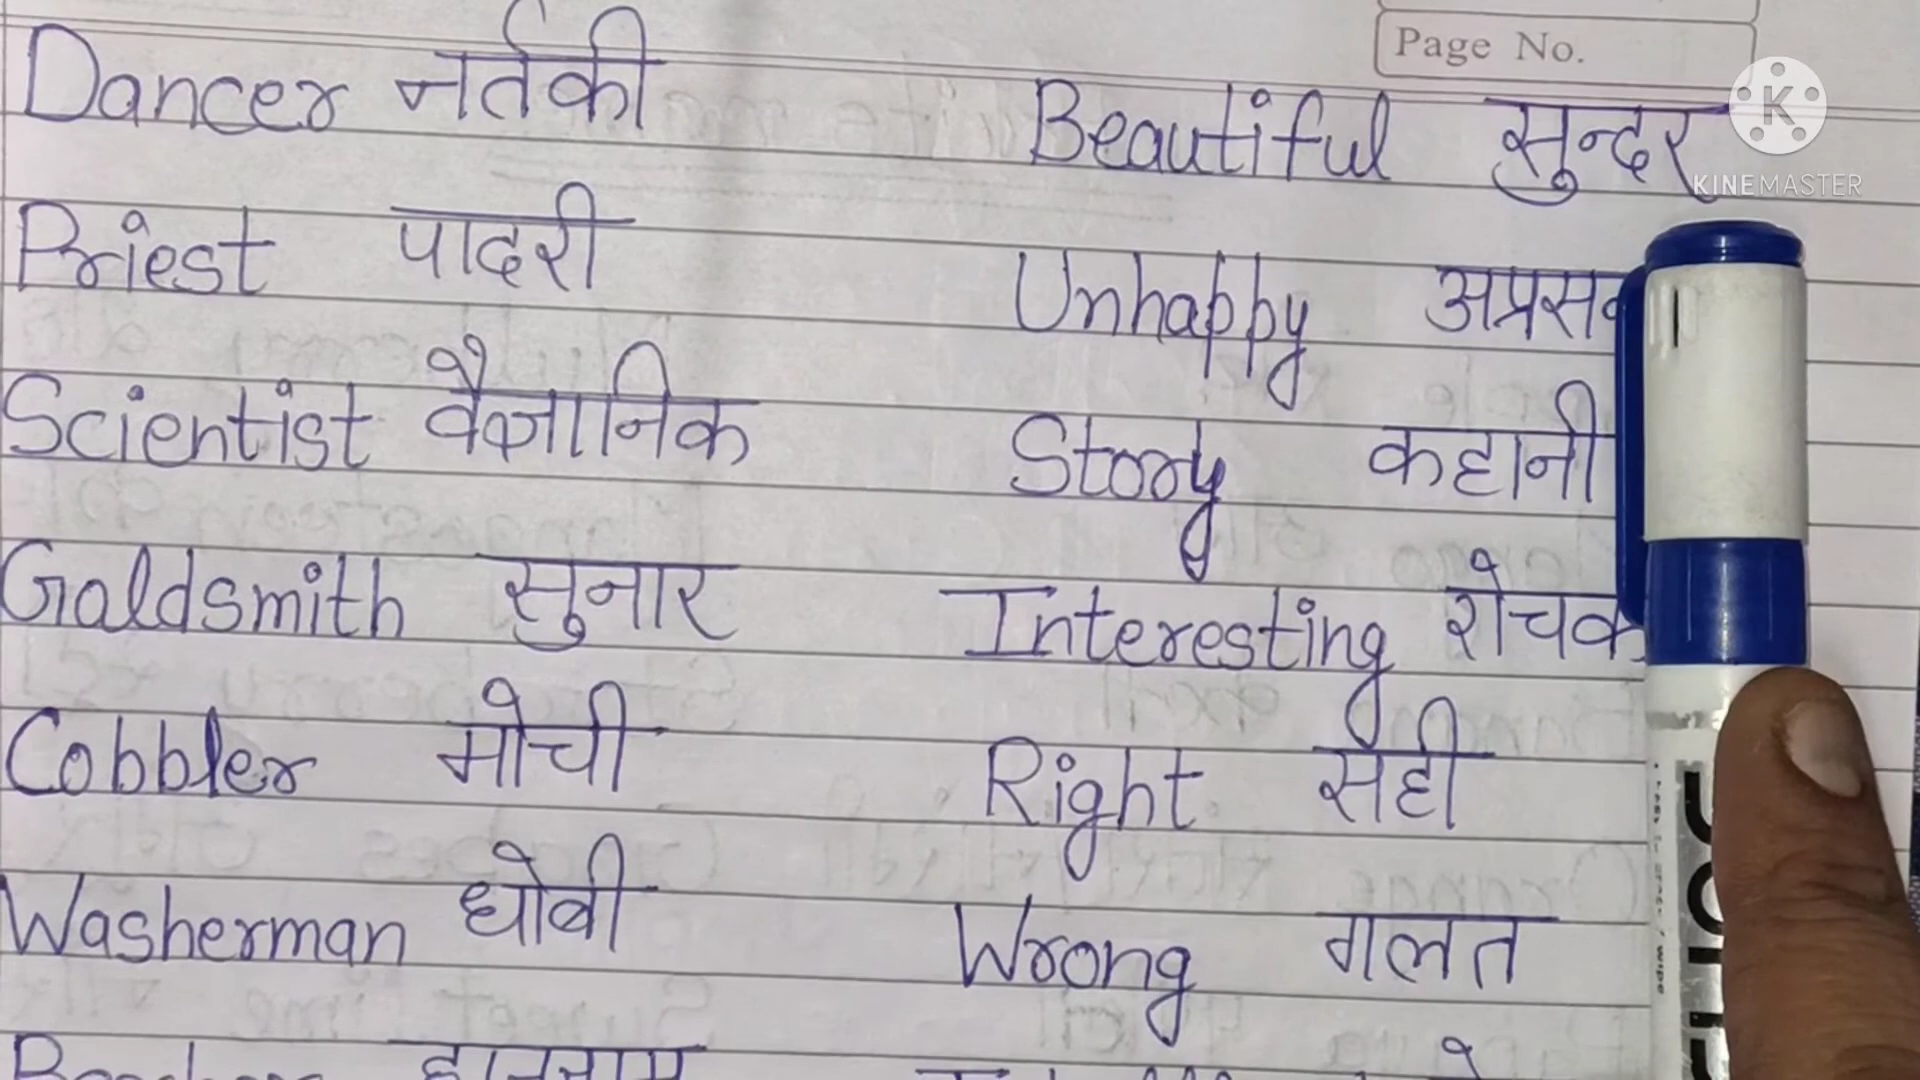 Page No.
Dancer नर्तकी
Beautiful सुन्दर
KINEMASTER
Priest पादरी
Unhappy
Scientist वैज्ञानिक
Story कहानी
Galdsmith सुनार
Interesting रोचक
Cobbler मोची
Right सही
Washerman धोबी
Wrong गलत